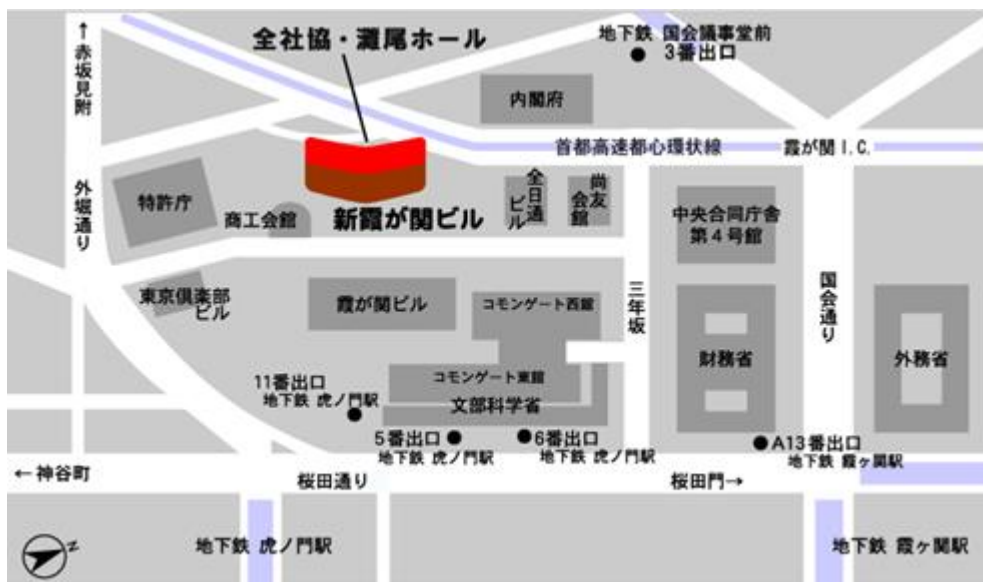 ↑赤坂見附
全社協・灘尾ホール
地下鉄 国会議事堂前
3番出口
内閣府
首都高速都心環状線
霞が関 I.C.
外堀通り
特許庁
商工会館
新霞が関ビル
全日通
ビル
尚友
会館
中央合同庁舎
第4号館
東京倶楽部
ビル
霞が関ビル
コモンゲート西館
三年坂
国会通り
財務省
外務省
コモンゲート東館
文部科学省
11番出口
地下鉄 虎ノ門駅
5番出口
地下鉄 虎ノ門駅
6番出口
地下鉄 虎ノ門駅
A13番出口
地下鉄 霞ヶ関駅
←神谷町
桜田通り
桜田門→
地下鉄 虎ノ門駅
地下鉄 霞ヶ関駅
N